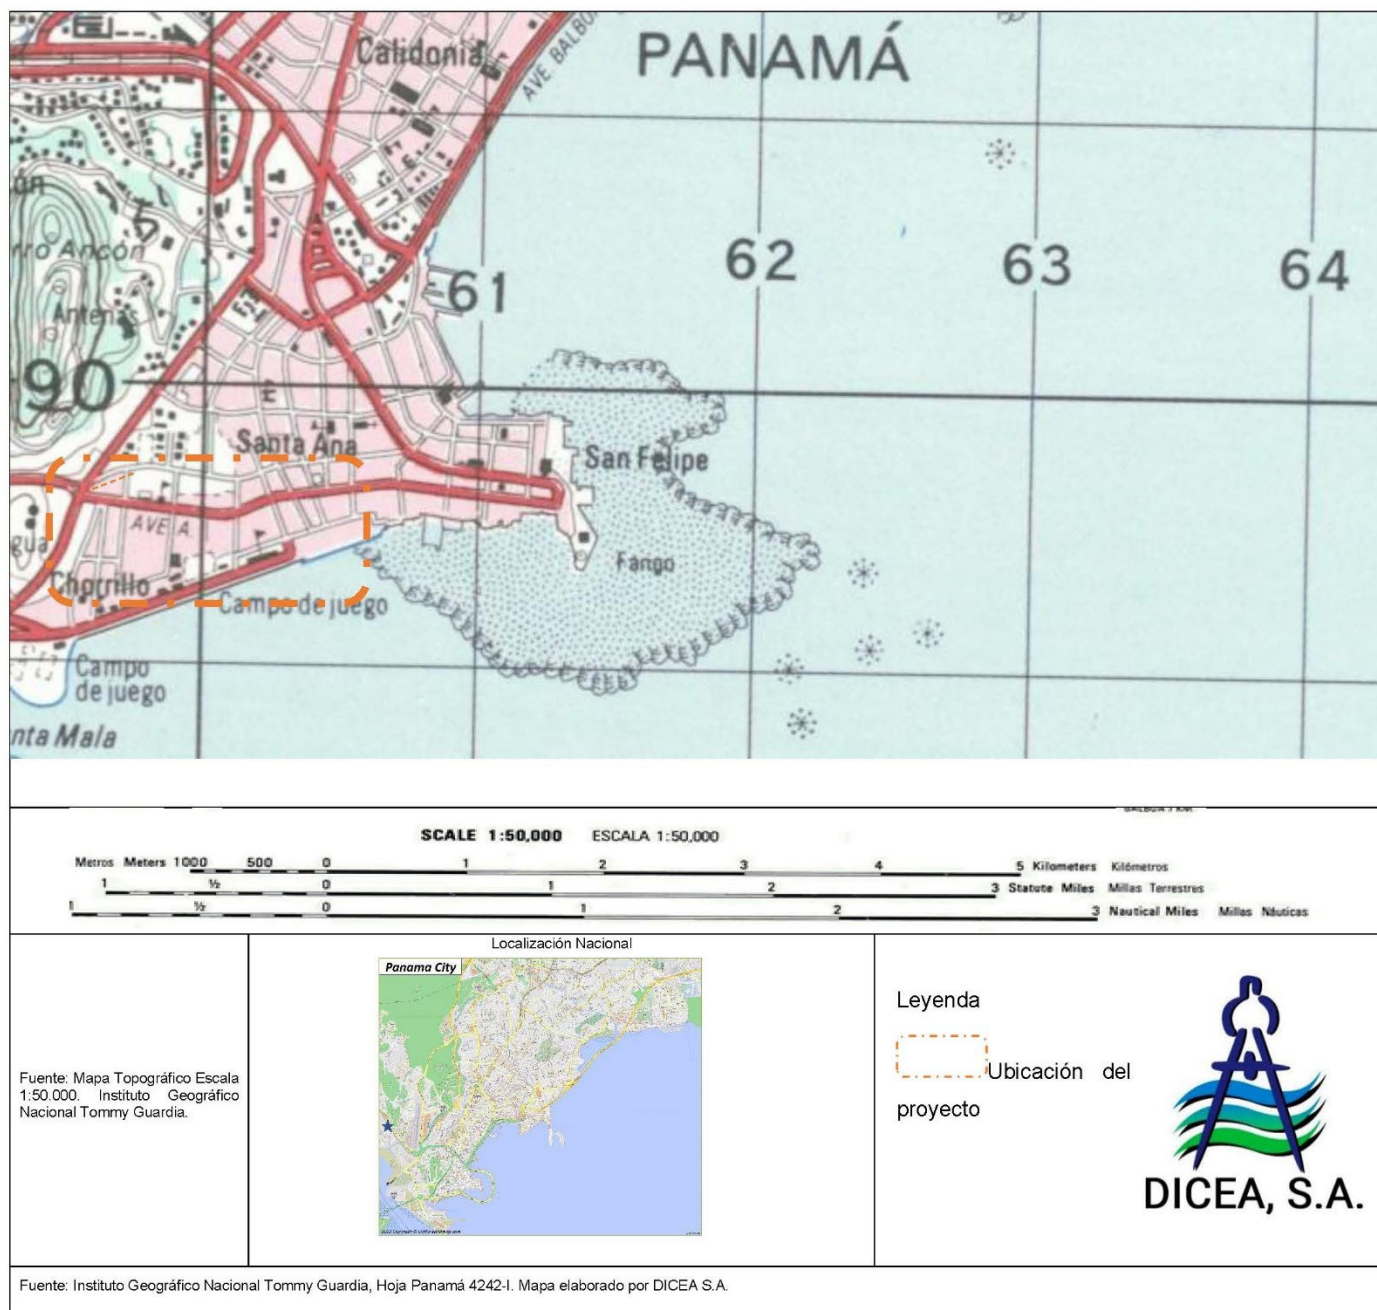 Calidonia
AVE. BALBO
PANAMÁ
ón
rro Ancón
Antenas
61
62
63
64
90
Santa Ana
San Felipe
AVE A.
gua
Chorrillo
Fango
Campo de juego
Campo
de juego
nta Mala
SCALE 1:50,000 ESCALA 1:50,000
Metros Meters 1000 500 0 1 2 3 4 5 Kilometers Kilómetros
1 ½ 0 1 2 3 Statute Miles Millas Terrestres
1 ½ 0 1 2 3 Nautical Miles Millas Náuticas
Localización Nacional
Panama City
Fuente: Mapa Topográfico Escala
1:50.000. Instituto Geográfico
Nacional Tommy Guardia.
Leyenda
Ubicación del
proyecto
DICEA, S.A.
Fuente: Instituto Geográfico Nacional Tommy Guardia, Hoja Panamá 4242-I. Mapa elaborado por DICEA S.A.